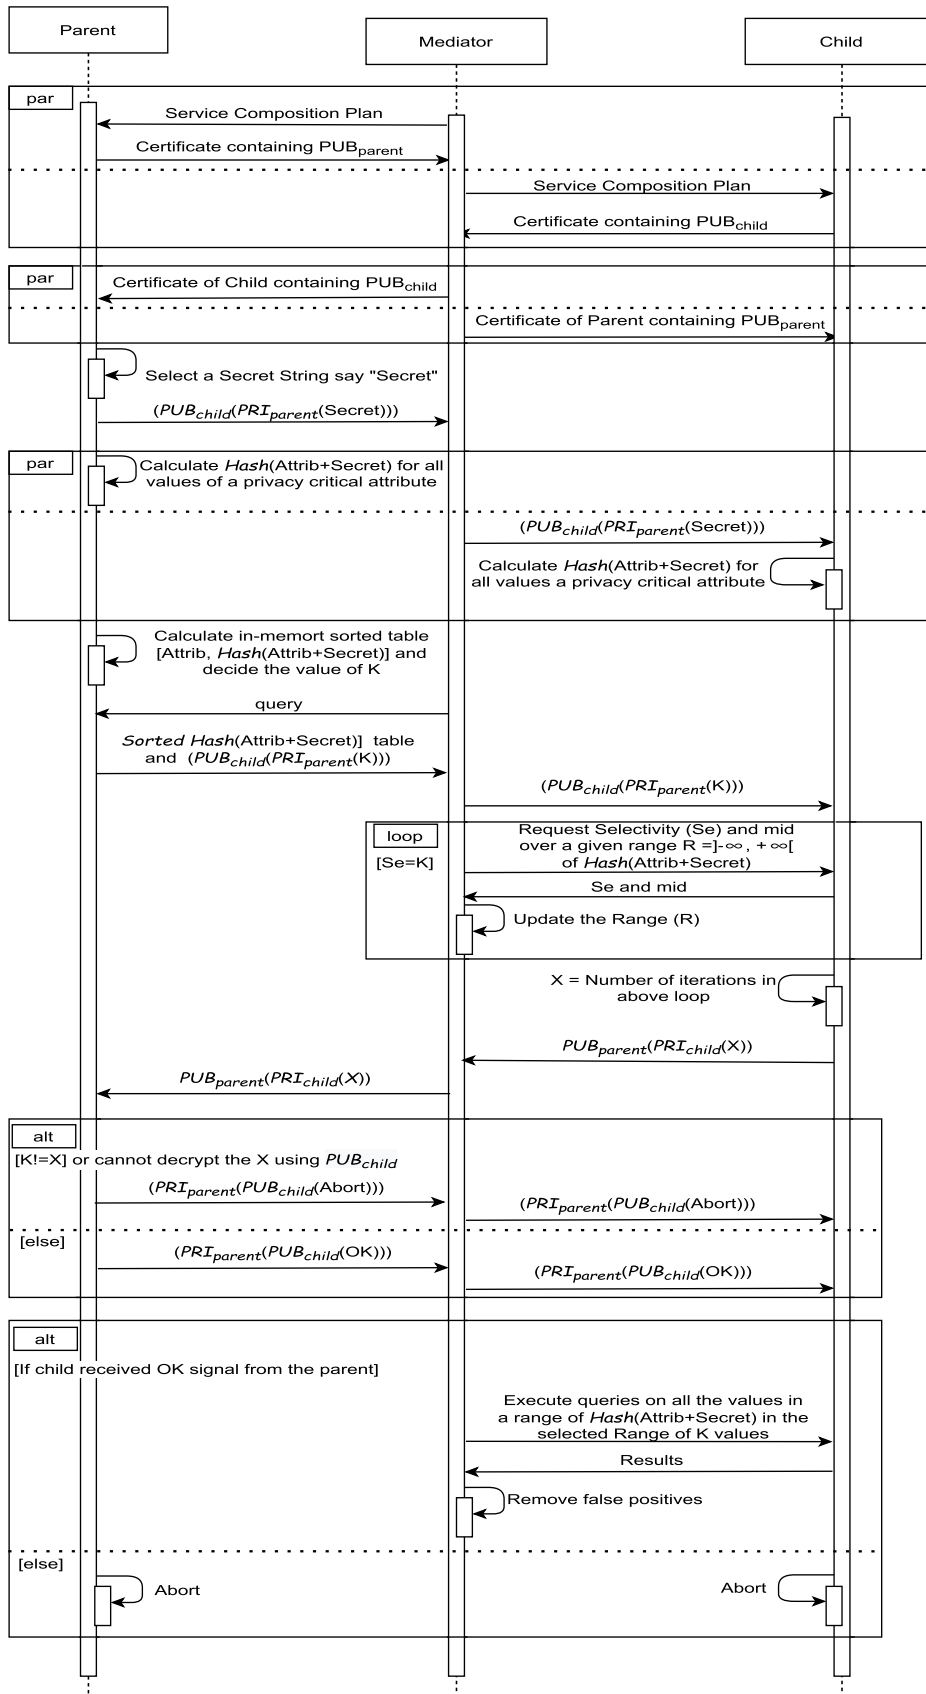 Parent
Mediator
Child
par
Service Composition Plan
Certificate containing PUBparent
Service Composition Plan
Certificate containing PUBchild
par
Certificate of Child containing PUBchild
Certificate of Parent containing PUBparent
Select a Secret String say "Secret"
(PUBchild(PRIparent(Secret)))
par
Calculate Hash(Attrib+Secret) for all
values of a privacy critical attribute
(PUBchild(PRIparent(Secret)))
Calculate Hash(Attrib+Secret) for
all values a privacy critical attribute
Calculate in-memort sorted table
[Attrib, Hash(Attrib+Secret)] and
decide the value of K
query
Sorted Hash(Attrib+Secret)] table
and (PUBchild(PRIparent(K)))
(PUBchild(PRIparent(K)))
loop
[Se=K]
Request Selectivity (Se) and mid
over a given range R =]-∞, +∞[
of Hash(Attrib+Secret)
Se and mid
Update the Range (R)
X = Number of iterations in
above loop
PUBparent(PRIchild(X))
PUBparent(PRIchild(X))
alt
[K!=X] or cannot decrypt the X using PUBchild
(PRIparent(PUBchild(Abort)))
(PRIparent(PUBchild(Abort)))
[else]
(PRIparent(PUBchild(OK)))
(PRIparent(PUBchild(OK)))
alt
[If child received OK signal from the parent]
Execute queries on all the values in
a range of Hash(Attrib+Secret) in the
selected Range of K values
Results
Remove false positives
[else]
Abort
Abort